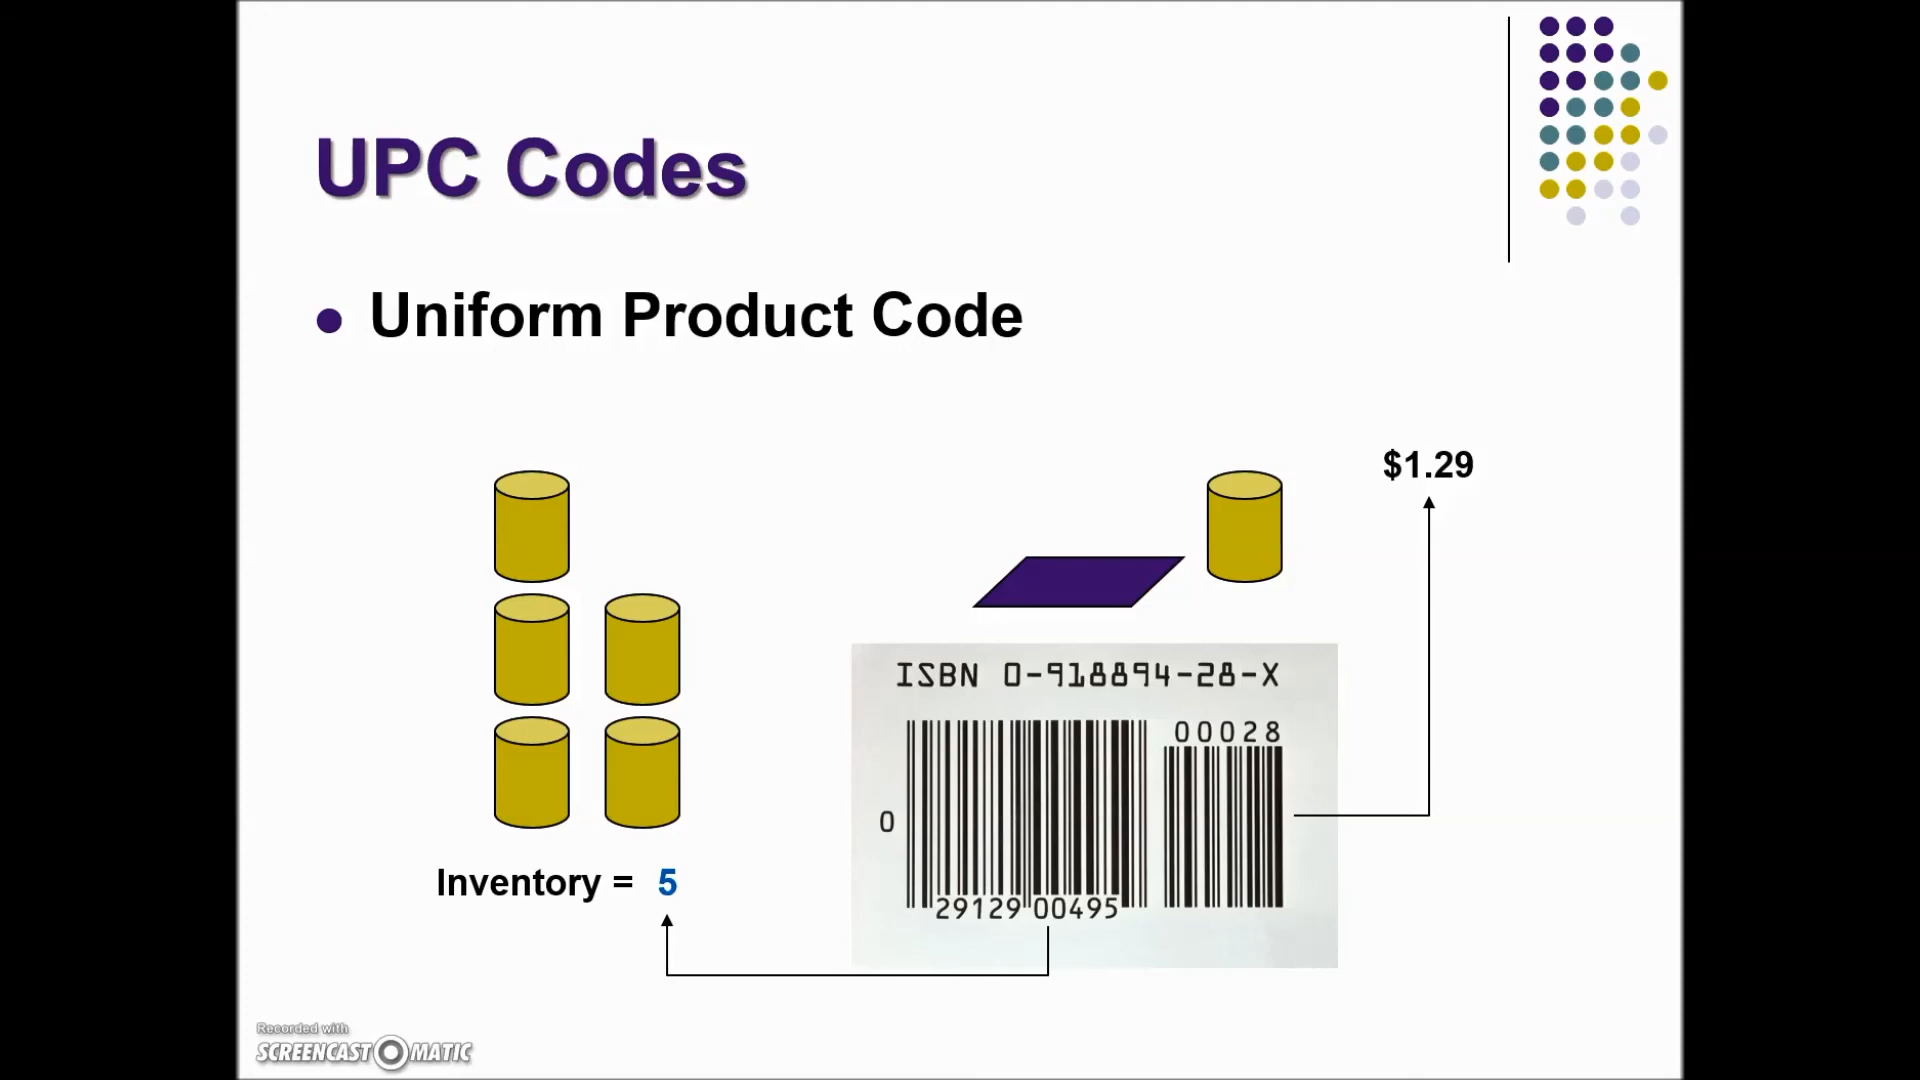 UPC Codes
Uniform Product Code
$1.29
ISBN 0-918894-28-X
00028
0
29129 00495
Inventory = 5
Recorded with
SCREENCAST-O-MATIC